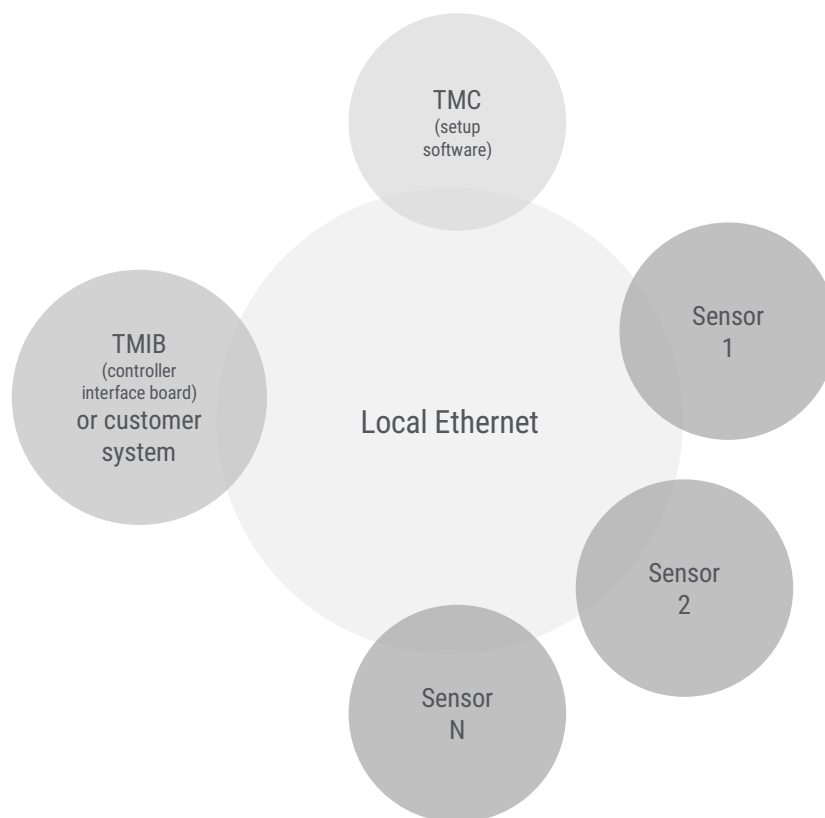 TMC
(setup
software)
Sensor
1
TMIB
(controller
interface board)
or customer
system
Local Ethernet
Sensor
2
Sensor
N